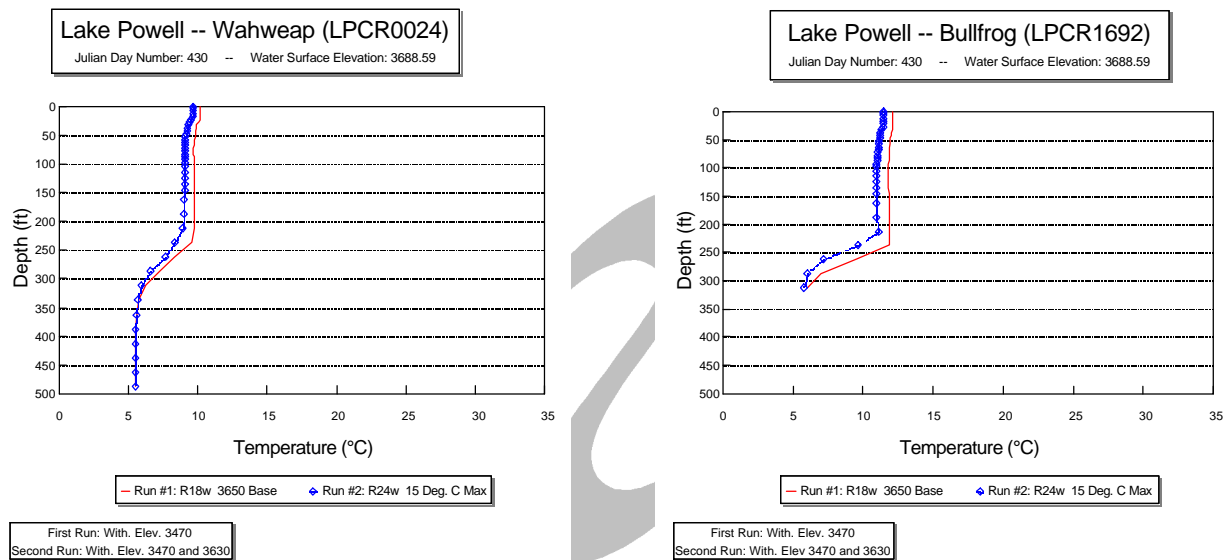 Lake Powell -- Wahweap (LPCR0024)
Julian Day Number: 430 -- Water Surface Elevation: 3688.59
0
50
100
150
200
250
300
350
400
450
500
Depth (ft)
0 5 10 15 20 25 30 35
Temperature (°C)
Run #1: R18w 3650 Base Run #2: R24w 15 Deg. C Max
First Run: With. Elev. 3470
Second Run: With. Elev. 3470 and 3630
Lake Powell -- Bullfrog (LPCR1692)
Julian Day Number: 430 -- Water Surface Elevation: 3688.59
0
50
100
150
200
250
300
350
400
450
500
Depth (ft)
0 5 10 15 20 25 30 35
Temperature (°C)
Run #1: R18w 3650 Base Run #2: R24w 15 Deg. C Max
First Run: With. Elev. 3470
Second Run: With. Elev. 3470 and 3630